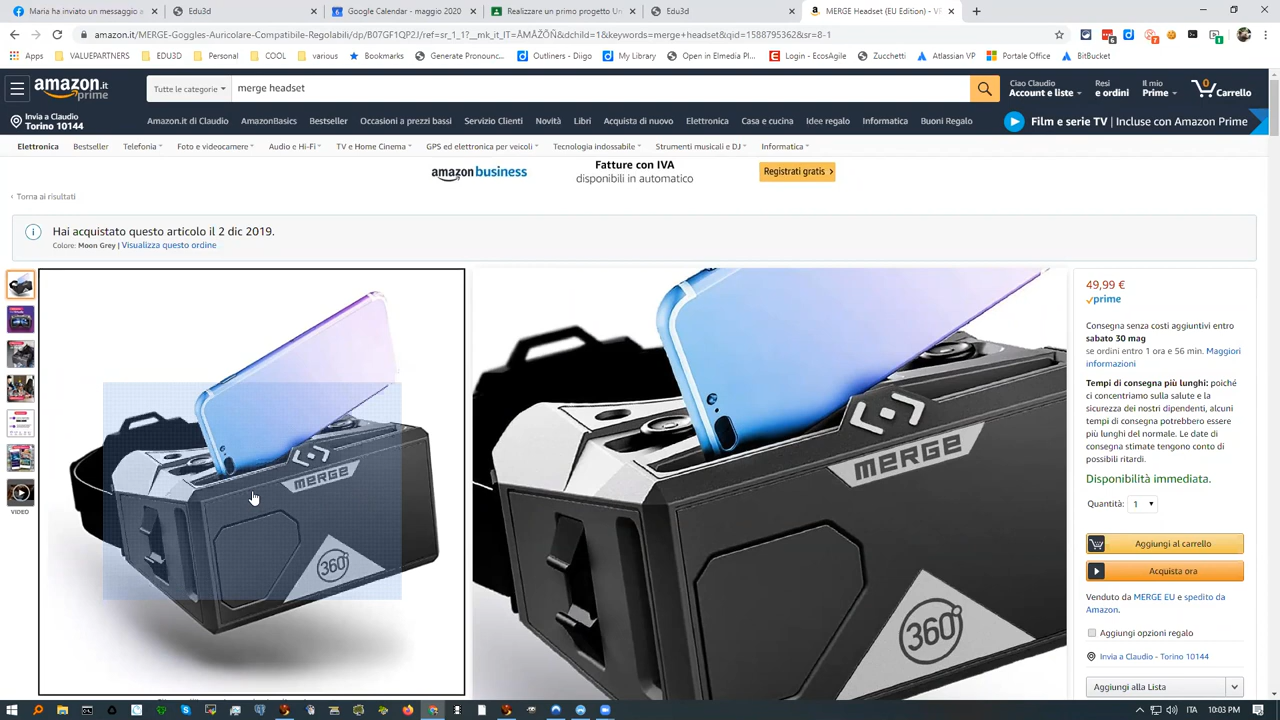 Maria ha inviato un messaggio a
Edu3d
Google Calendar - maggio 2020
Realizzare un primo progetto Un
Edu3d
MERGE Headset (EU Edition) - VF
amazon.it/MERGE-Goggles-Auricolare-Compatibile-Regolabili/dp/B07GF1QP2J/ref=sr_1_1?__mk_it_IT=ÅMÅŽÕÑ&dchild=1&keywords=merge+headset&qid=1588795362&sr=8-1
Apps
VALUEPARTNERS
EDU3D
Personal
COOL
various
Bookmarks
Generate Pronounc...
Outliners - Diigo
My Library
Open in Elmedia Pl...
Login - EcosAgile
Zucchetti
Atlassian VP
Portale Office
BitBucket
amazon.it
prime
Tutte le categorie
merge headset
Ciao Claudio
Account e liste
Resi
e ordini
Il mio
Prime
0
Carrello
Invia a Claudio
Torino 10144
Amazon.it di Claudio
AmazonBasics
Bestseller
Occasioni a prezzi bassi
Servizio Clienti
Novità
Libri
Acquista di nuovo
Elettronica
Casa e cucina
Idee regalo
Informatica
Buoni Regalo
Film e serie TV | Incluse con Amazon Prime
Elettronica
Bestseller
Telefonia
Foto e videocamere
Audio e Hi-Fi
TV e Home Cinema
GPS ed elettronica per veicoli
Tecnologia indossabile
Strumenti musicali e DJ
Informatica
amazon business
Fatture con IVA
disponibili in automatico
Registrati gratis
‹ Torna ai risultati
Hai acquistato questo articolo il 2 dic 2019.
Colore: Moon Grey | Visualizza questo ordine
VIDEO
MERGE
360°
MERGE
360°
49,99 €
prime
Consegna senza costi aggiuntivi entro
sabato 30 mag
se ordini entro 1 ora e 56 min. Maggiori
informazioni
Tempi di consegna più lunghi: poiché
ci concentriamo sulla salute e la
sicurezza dei nostri dipendenti, alcuni
tempi di consegna potrebbero essere
più lunghi del normale. Le date di
consegna stimate tengono conto di
possibili ritardi.
Disponibilità immediata.
Quantità: 1
Aggiungi al carrello
Acquista ora
Venduto da MERGE EU e spedito da
Amazon.
Aggiungi opzioni regalo
Invia a Claudio - Torino 10144
Aggiungi alla Lista
ITA
10:03 PM